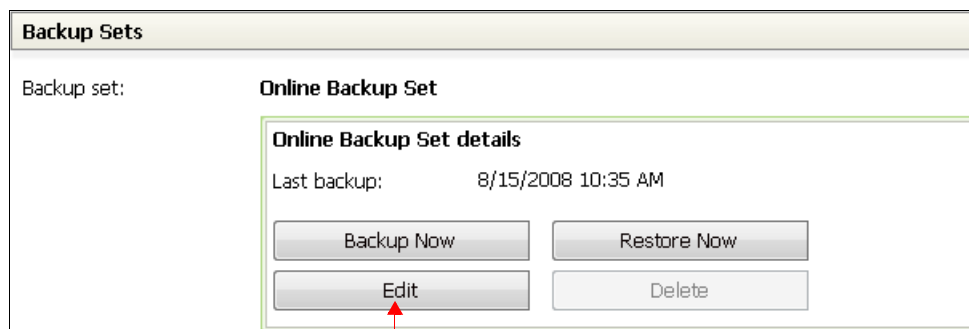 Backup Sets
Backup set: Online Backup Set
Online Backup Set details
Last backup: 8/15/2008 10:35 AM
Backup Now Restore Now
Edit Delete